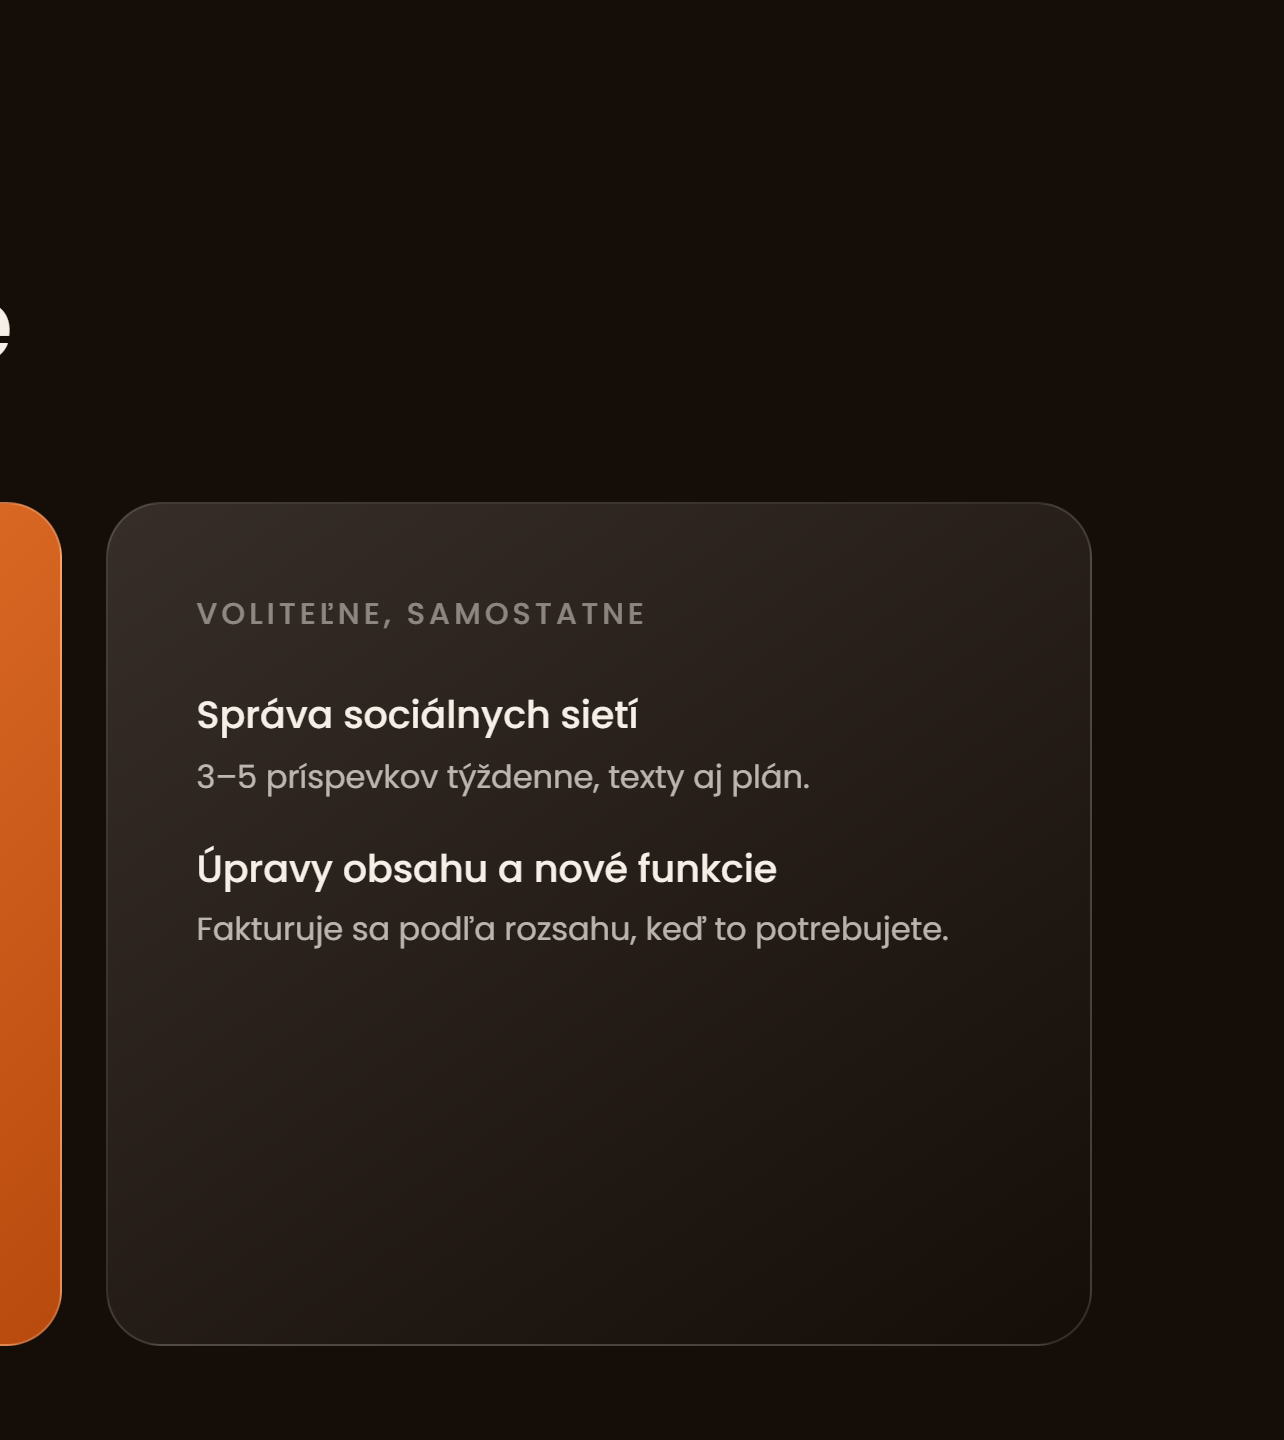 e
VOLITEĽNE, SAMOSTATNE
Správa sociálnych sietí
3–5 príspevkov týždenne, texty aj plán.
Úpravy obsahu a nové funkcie
Fakturuje sa podľa rozsahu, keď to potrebujete.